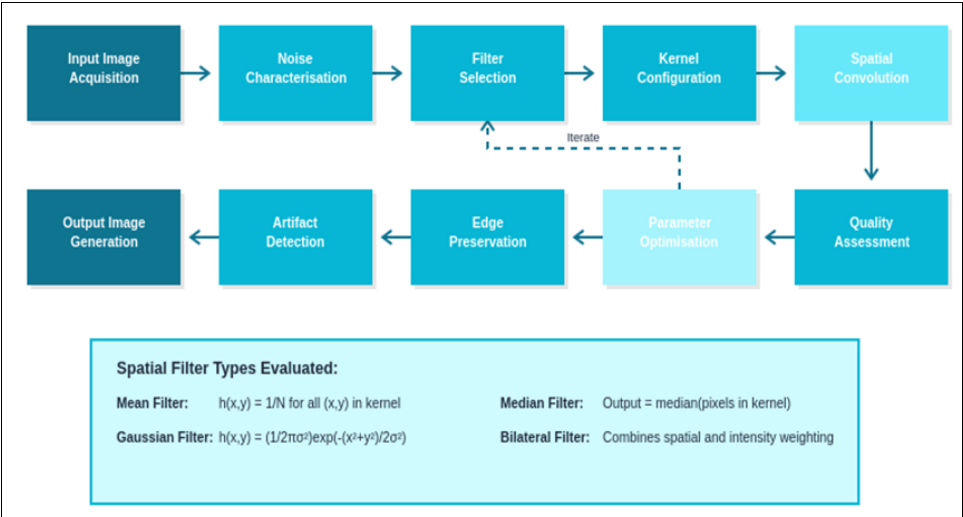 Input Image
Acquisition
Noise
Characterisation
Filter
Selection
Kernel
Configuration
Spatial
Convolution
Iterate
Output Image
Generation
Artifact
Detection
Edge
Preservation
Parameter
Optimisation
Quality
Assessment
Spatial Filter Types Evaluated:
Mean Filter: h(x,y) = 1/N for all (x,y) in kernel
Median Filter: Output = median(pixels in kernel)
Gaussian Filter: h(x,y) = (1/2πσ²)exp(-(x²+y²)/2σ²)
Bilateral Filter: Combines spatial and intensity weighting